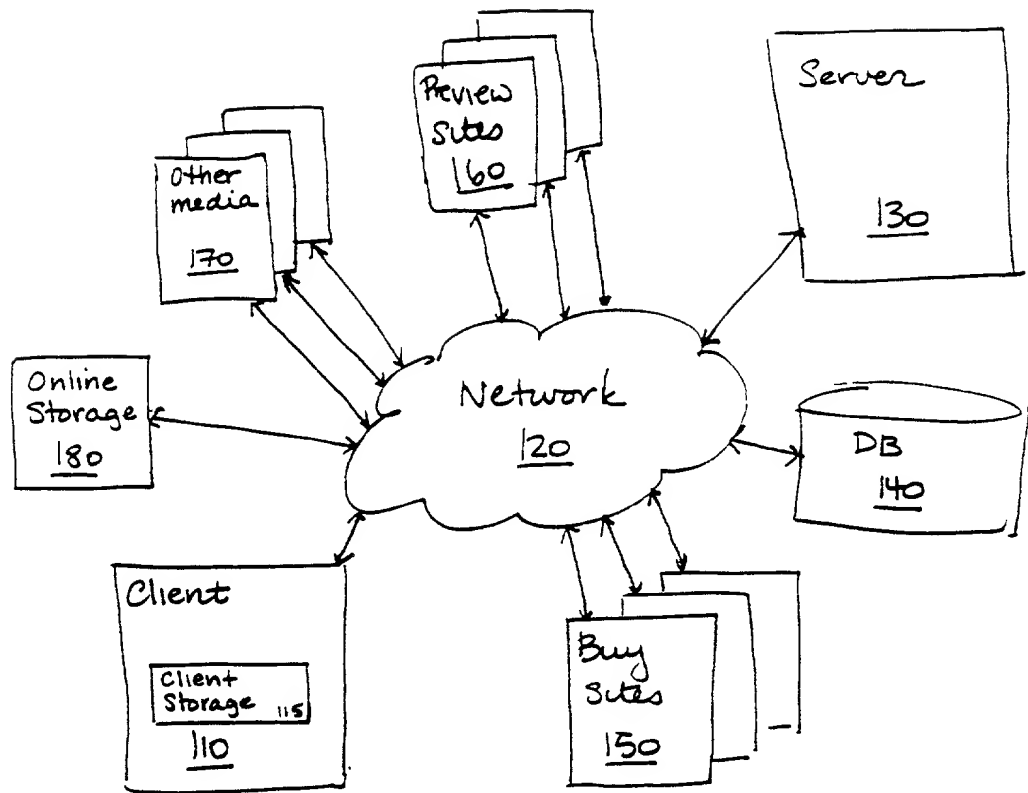 Preview
Sites
160
Server
130
Other
media
170
Online
Storage
180
Network
120
DB
140
Client
Client
Storage 115
110
Buy
Sites
150